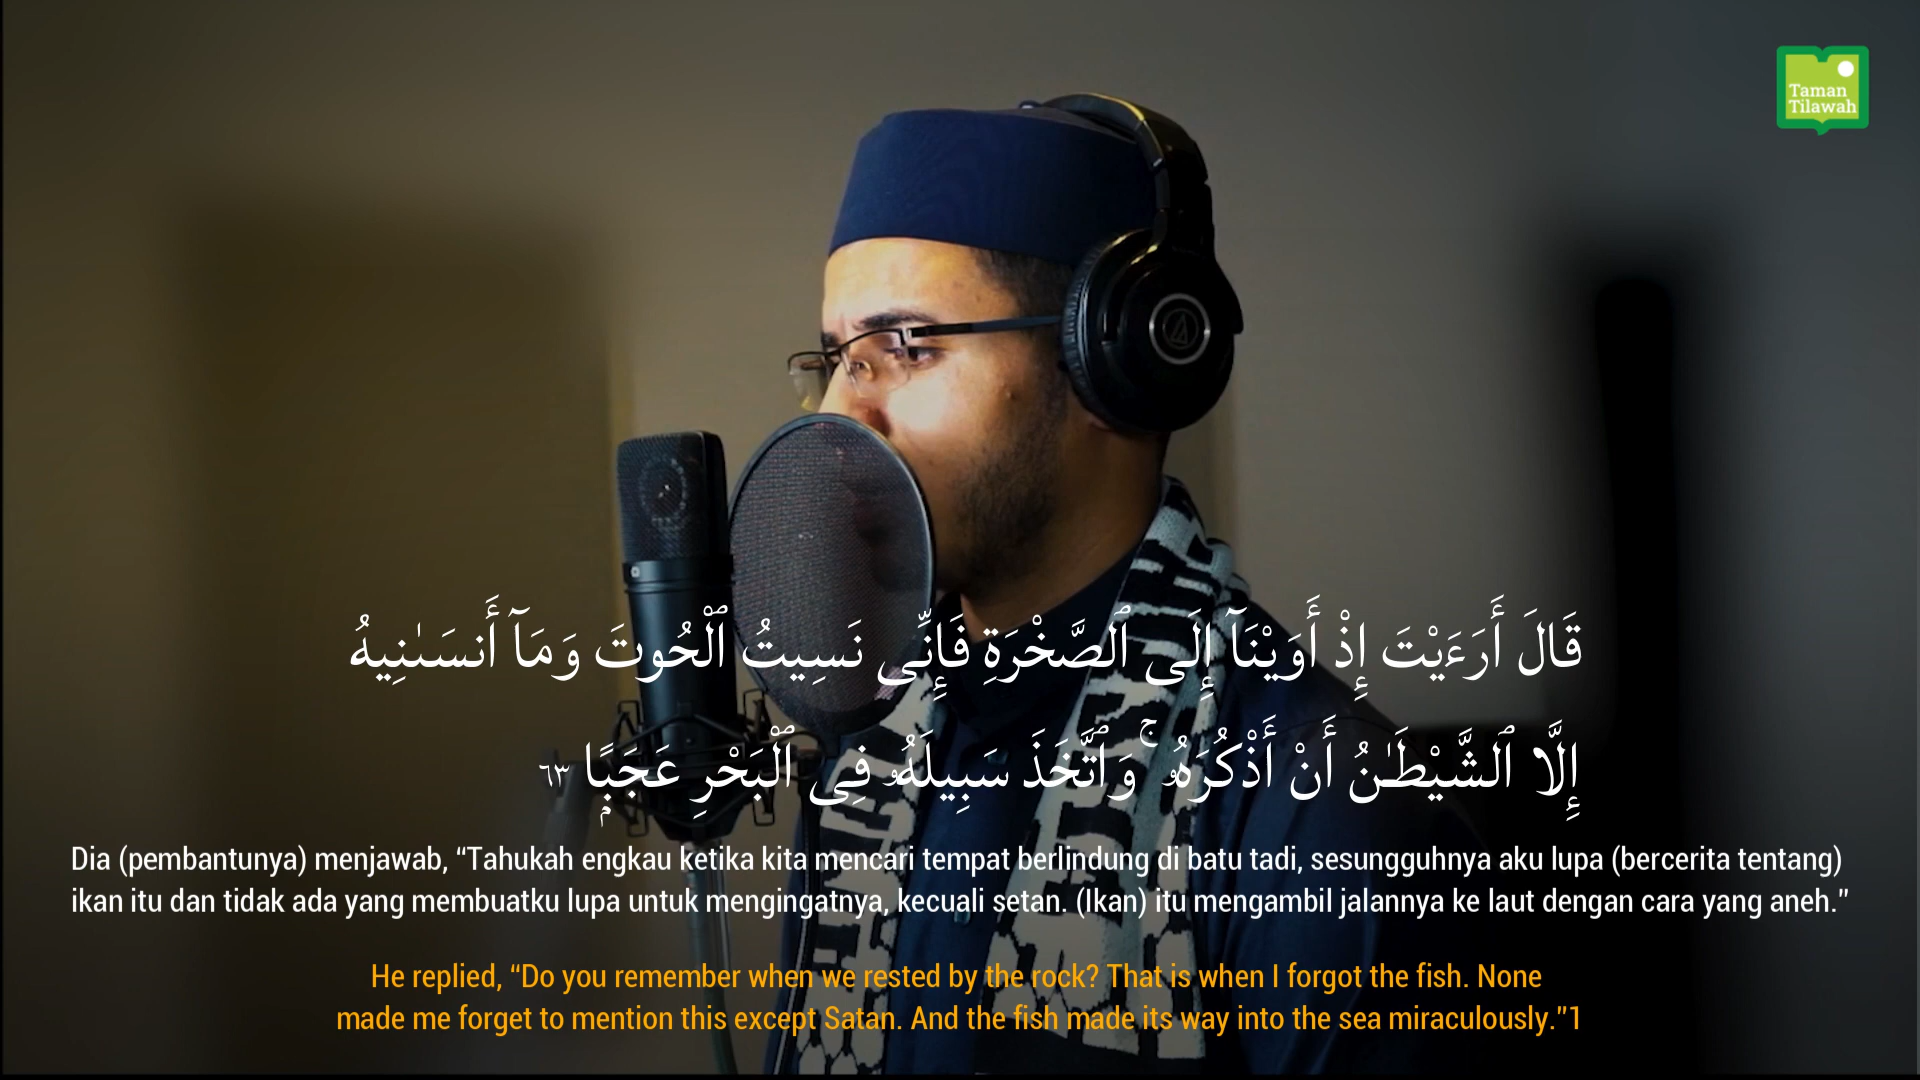 Taman
Tilawah
قَالَ أَرَءَيْتَ إِذْ أَوَيْنَآ إِلَى ٱلصَّخْرَةِ فَإِنِّى نَسِيتُ ٱلْحُوتَ وَمَآ أَنسَىٰنِيهُ
إِلَّا ٱلشَّيْطَـٰنُ أَنْ أَذْكُرَهُۥ ۚ وَٱتَّخَذَ سَبِيلَهُۥ فِى ٱلْبَحْرِ عَجَبًۭا ٦٣
Dia (pembantunya) menjawab, “Tahukah engkau ketika kita mencari tempat berlindung di batu tadi, sesungguhnya aku lupa (bercerita tentang)
ikan itu dan tidak ada yang membuatku lupa untuk mengingatnya, kecuali setan. (Ikan) itu mengambil jalannya ke laut dengan cara yang aneh.”
He replied, “Do you remember when we rested by the rock? That is when I forgot the fish. None
made me forget to mention this except Satan. And the fish made its way into the sea miraculously.”1